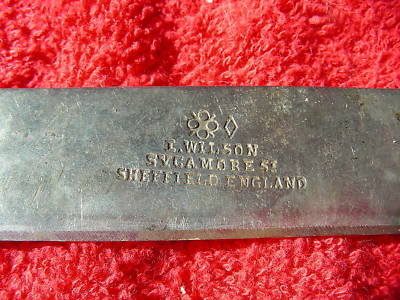 I. WILSON
SYCAMORE ST
SHEFFIELD ENGLAND